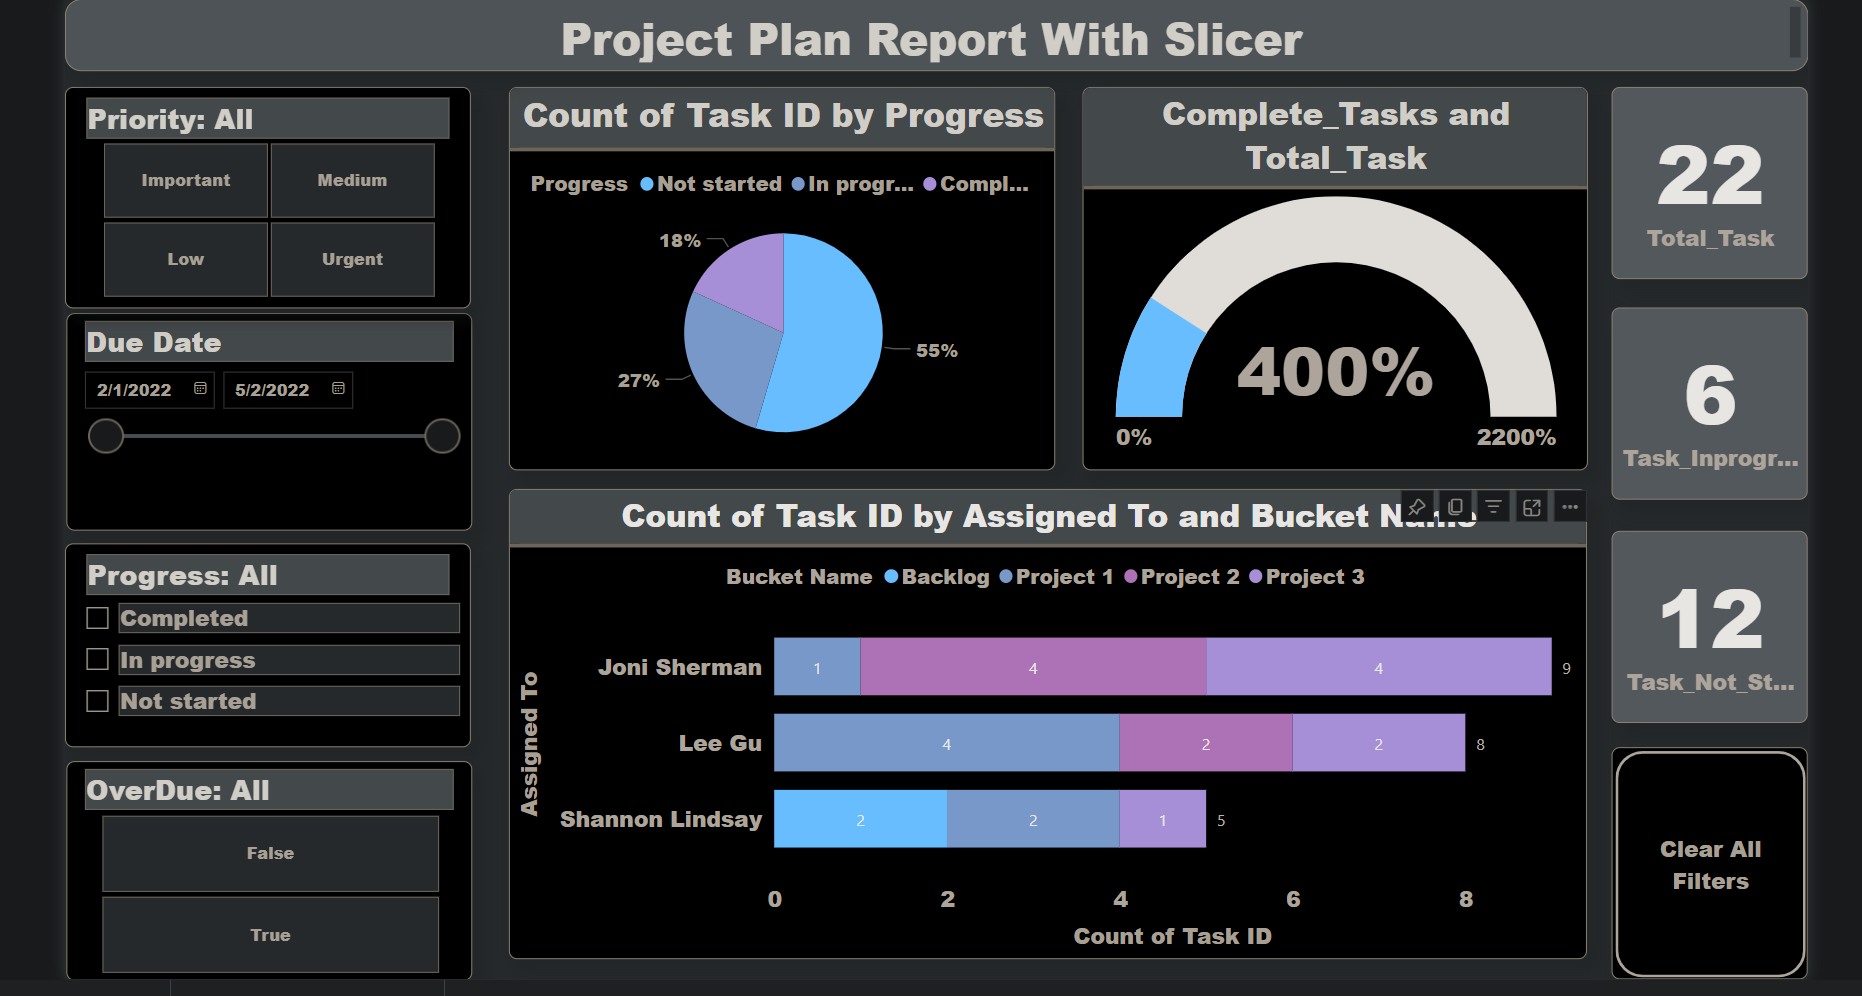 Project Plan Report With Slicer
Priority: All
Important
Medium
Low
Urgent
Due Date
2/1/2022
5/2/2022
Progress: All
Completed
In progress
Not started
OverDue: All
False
True
Count of Task ID by Progress
Progress Not started In progr... Compl...
18%
55%
27%
Complete_Tasks and
Total_Task
400%
0%
2200%
Count of Task ID by Assigned To and Bucket Name
Bucket Name Backlog Project 1 Project 2 Project 3
Assigned To
Joni Sherman 1 4 4 9
Lee Gu 4 2 2 8
Shannon Lindsay 2 2 1 5
0 2 4 6 8
Count of Task ID
22
Total_Task
6
Task_Inprogr...
12
Task_Not_St...
Clear All
Filters